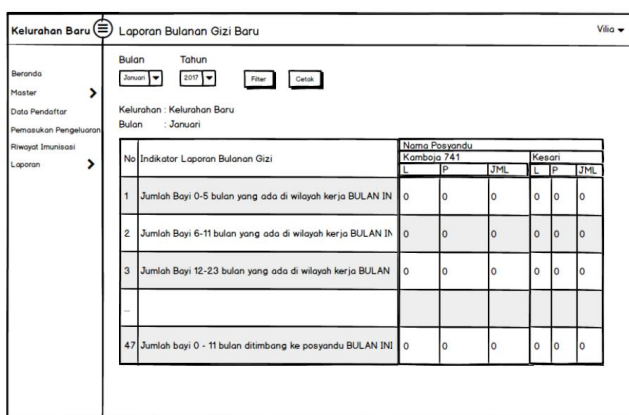 Kelurahan Baru
Laporan Bulanan Gizi Baru
Vilia
Beranda
Master
Data Pendaftar
Pemasukan Pengeluaran
Riwayat Imunisasi
Laporan
Bulan Tahun
Januari 2017 Filter Cetak
Kelurahan : Kelurahan Baru
Bulan : Januari
No Indikator Laporan Bulanan Gizi Nama Posyandu
Kamboja 741 Kesari
L P JML L P JML
1 Jumlah Bayi 0-5 bulan yang ada di wilayah kerja BULAN IN 0 0 0 0 0 0
2 Jumlah Bayi 6-11 bulan yang ada di wilayah kerja BULAN IN 0 0 0 0 0 0
3 Jumlah Bayi 12-23 bulan yang ada di wilayah kerja BULAN 0 0 0 0 0 0
...
47 Jumlah bayi 0 - 11 bulan ditimbang ke posyandu BULAN INI 0 0 0 0 0 0